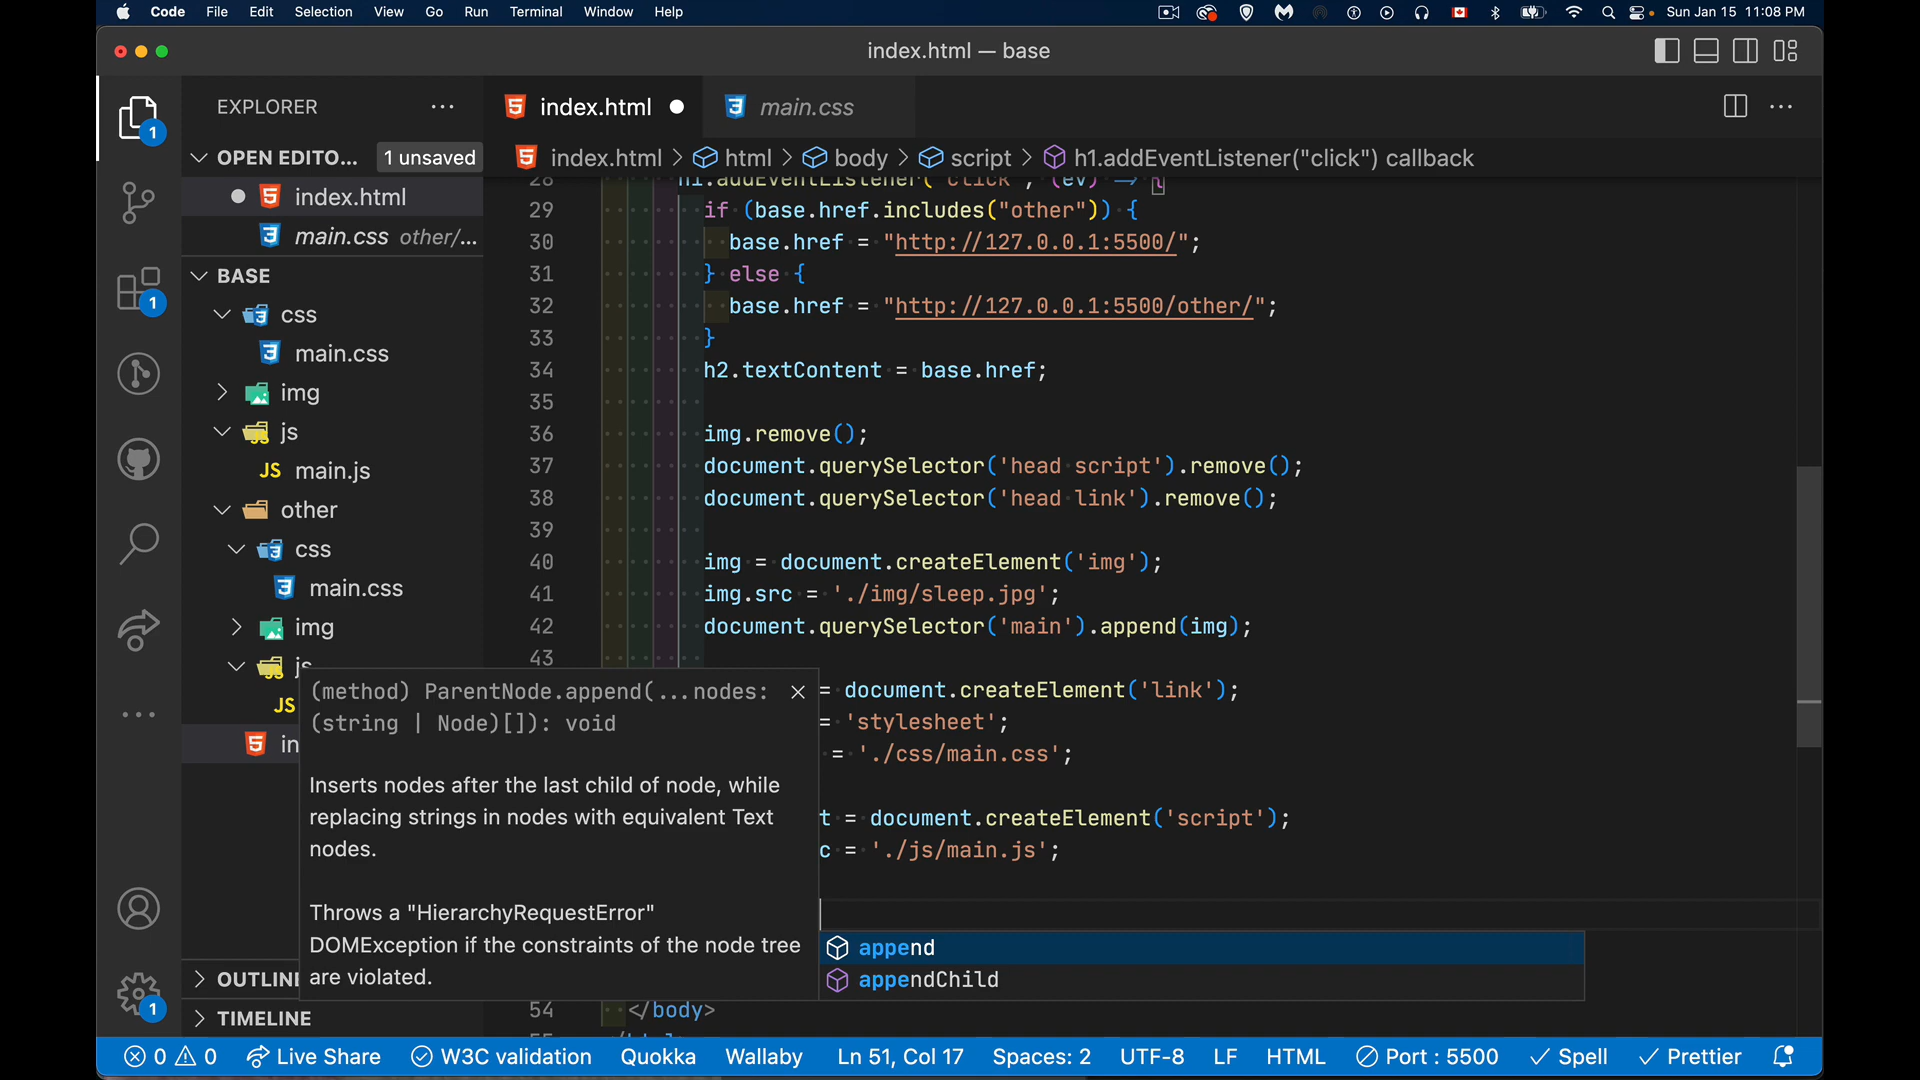 Code File Edit Selection View Go Run Terminal Window Help Sun Jan 15 11:08 PM
index.html — base
EXPLORER
index.html
main.css
OPEN EDITO...
1 unsaved
index.html > html > body > script > h1.addEventListener("click") callback
index.html
main.css other/...
BASE
css
main.css
img
js
JS main.js
other
css
main.css
img
js
JS
in
OUTLIN
TIMELINE
1
1
1
28 h1.addEventListener("click", (ev) => {
29 if (base.href.includes("other")) {
30 base.href = "http://127.0.0.1:5500/";
31 } else {
32 base.href = "http://127.0.0.1:5500/other/";
33 }
34 h2.textContent = base.href;
35
36 img.remove();
37 document.querySelector('head script').remove();
38 document.querySelector('head link').remove();
39
40 img = document.createElement('img');
41 img.src = './img/sleep.jpg';
42 document.querySelector('main').append(img);
43
= document.createElement('link');
= 'stylesheet';
= './css/main.css';
t = document.createElement('script');
c = './js/main.js';
(method) ParentNode.append(...nodes:
(string | Node)[]): void
Inserts nodes after the last child of node, while
replacing strings in nodes with equivalent Text
nodes.
Throws a "HierarchyRequestError"
DOMException if the constraints of the node tree
are violated.
append
appendChild
54 </body>
0 0 Live Share W3C validation Quokka Wallaby Ln 51, Col 17 Spaces: 2 UTF-8 LF HTML Port : 5500 Spell Prettier